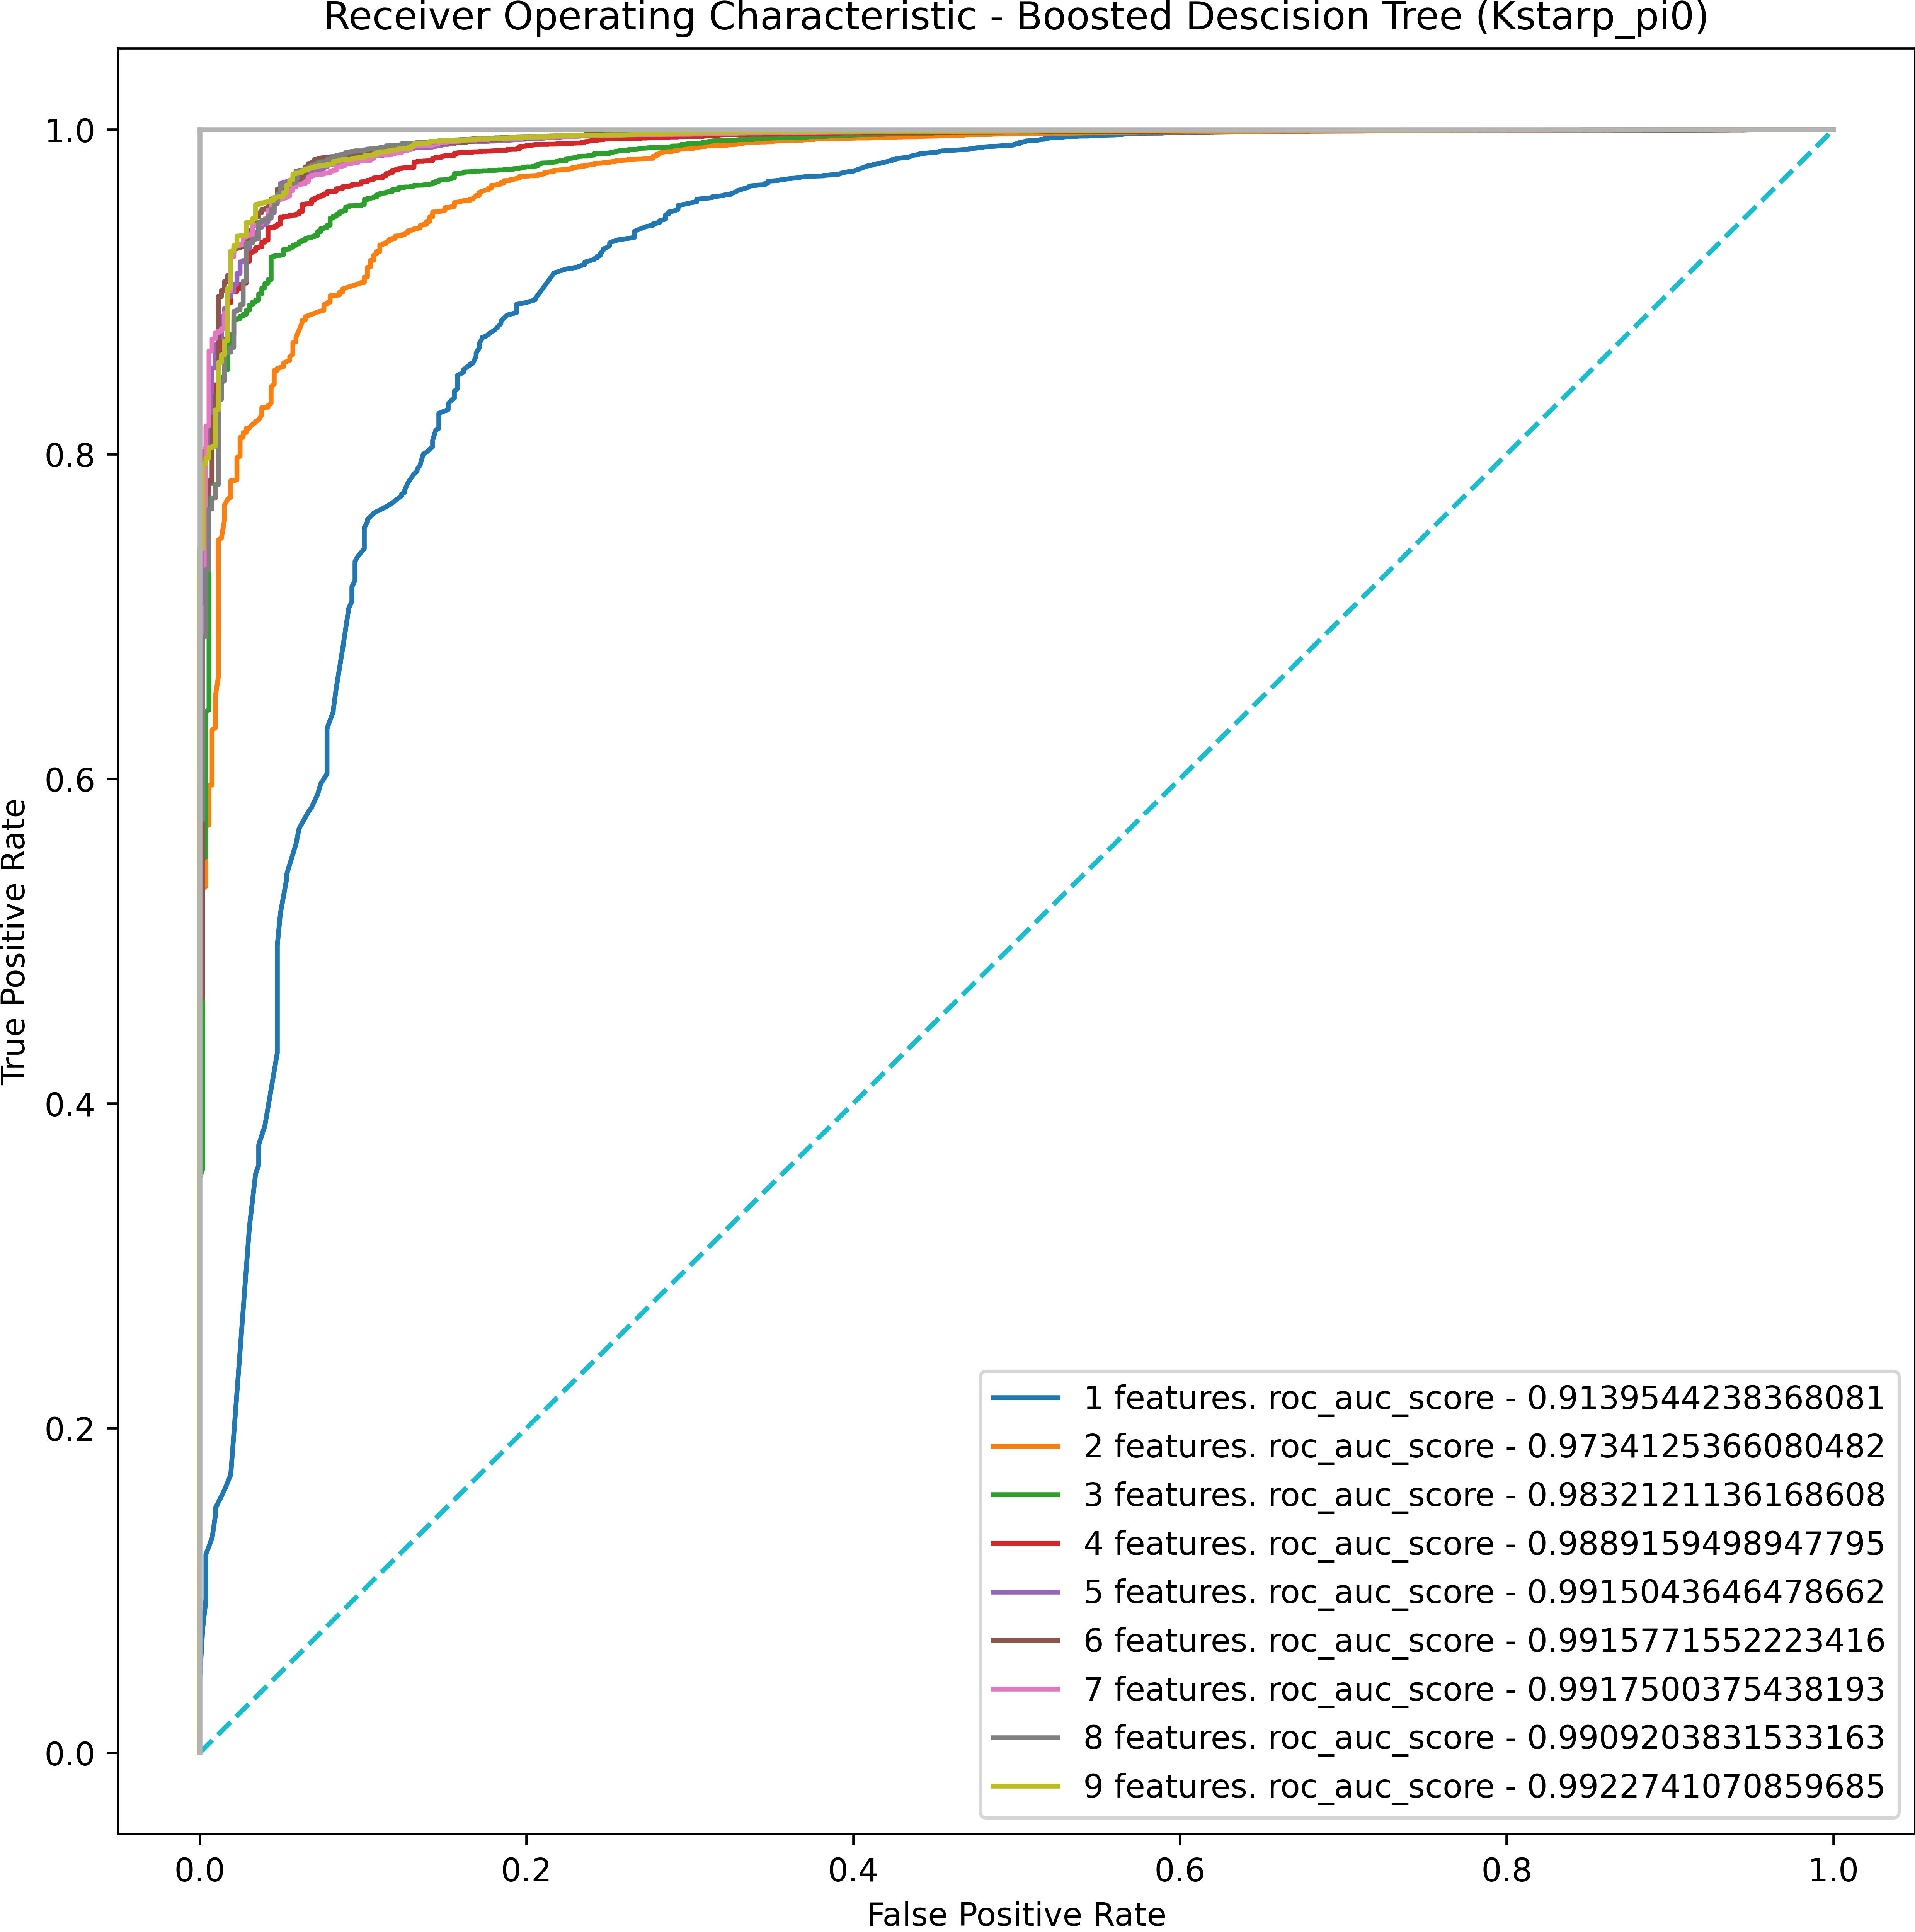 Receiver Operating Characteristic - Boosted Descision Tree (Kstarp_pi0)
True Positive Rate
1.0
0.8
0.6
0.4
0.2
0.0
1 features. roc_auc_score - 0.9139544238368081
2 features. roc_auc_score - 0.9734125366080482
3 features. roc_auc_score - 0.9832121136168608
4 features. roc_auc_score - 0.9889159498947795
5 features. roc_auc_score - 0.9915043646478662
6 features. roc_auc_score - 0.9915771552223416
7 features. roc_auc_score - 0.9917500375438193
8 features. roc_auc_score - 0.9909203831533163
9 features. roc_auc_score - 0.9922741070859685
0.0 0.2 0.4 0.6 0.8 1.0
False Positive Rate